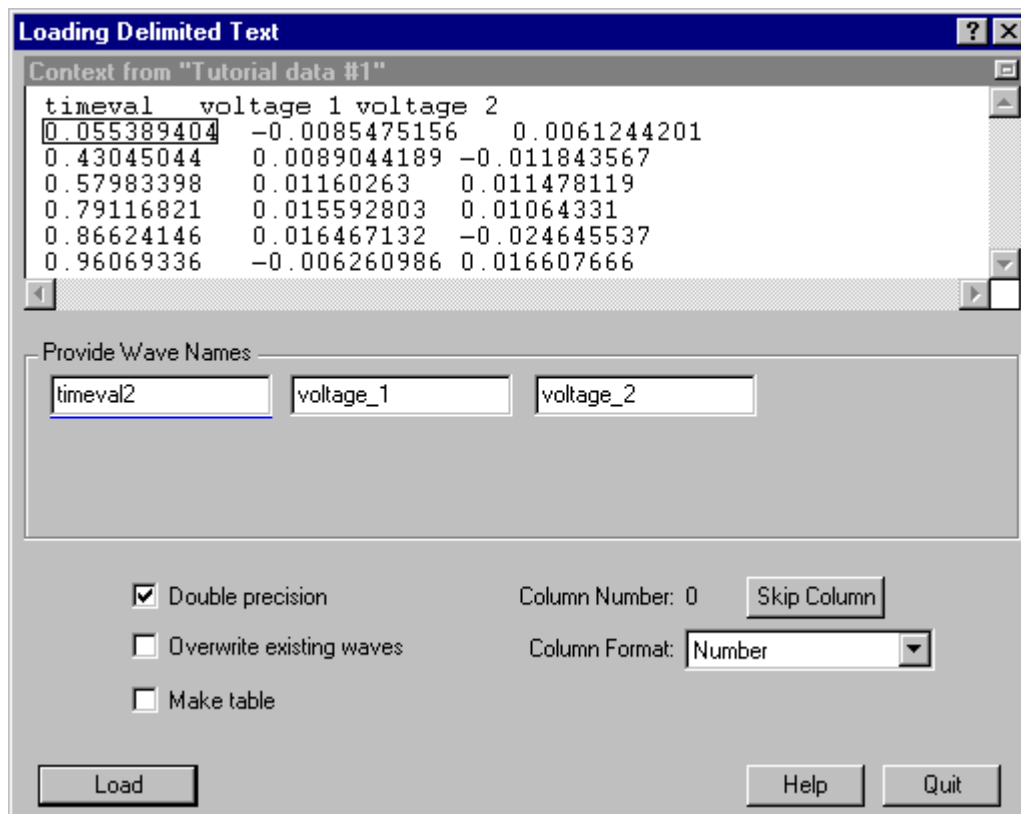 Loading Delimited Text
Context from "Tutorial data #1"
timeval voltage 1 voltage 2
0.055389404 -0.0085475156 0.0061244201
0.43045044 0.0089044189 -0.011843567
0.57983398 0.01160263 0.011478119
0.79116821 0.015592803 0.01064331
0.86624146 0.016467132 -0.024645537
0.96069336 -0.006260986 0.016607666
Provide Wave Names
timeval2 voltage_1 voltage_2
Double precision Column Number: 0 Skip Column
Overwrite existing waves Column Format: Number
Make table
Load Help Quit